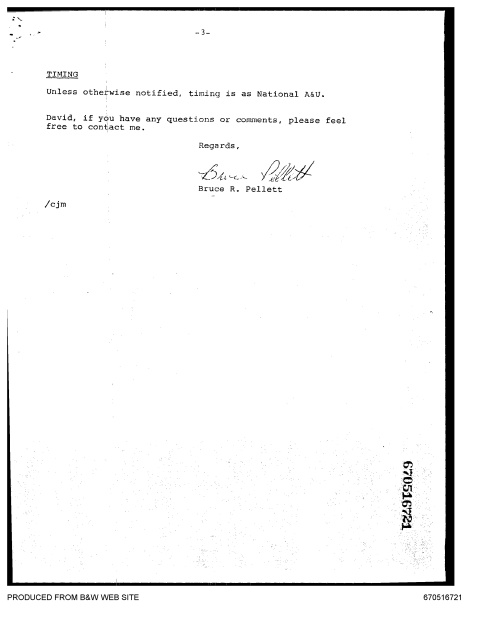 -3-
TIMING
Unless otherwise notified, timing is as National A&U.
David, if you have any questions or comments, please feel
free to contact me.
Regards,
Bruce Pellett
Bruce R. Pellett
/cjm
670516721
PRODUCED FROM B&W WEB SITE
670516721